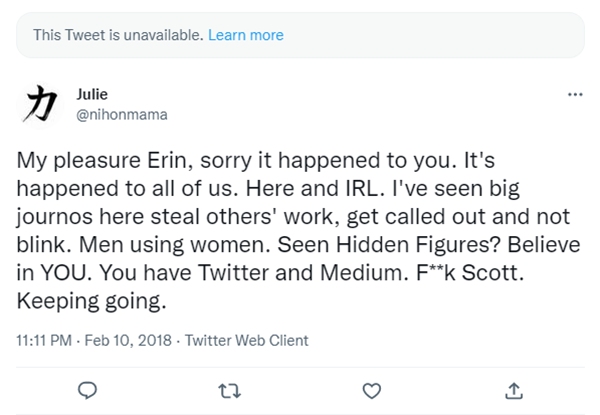 This Tweet is unavailable. Learn more
力
Julie
@nihonmama
My pleasure Erin, sorry it happened to you. It's
happened to all of us. Here and IRL. I've seen big
journos here steal others' work, get called out and not
blink. Men using women. Seen Hidden Figures? Believe
in YOU. You have Twitter and Medium. F**k Scott.
Keeping going.
11:11 PM · Feb 10, 2018 · Twitter Web Client